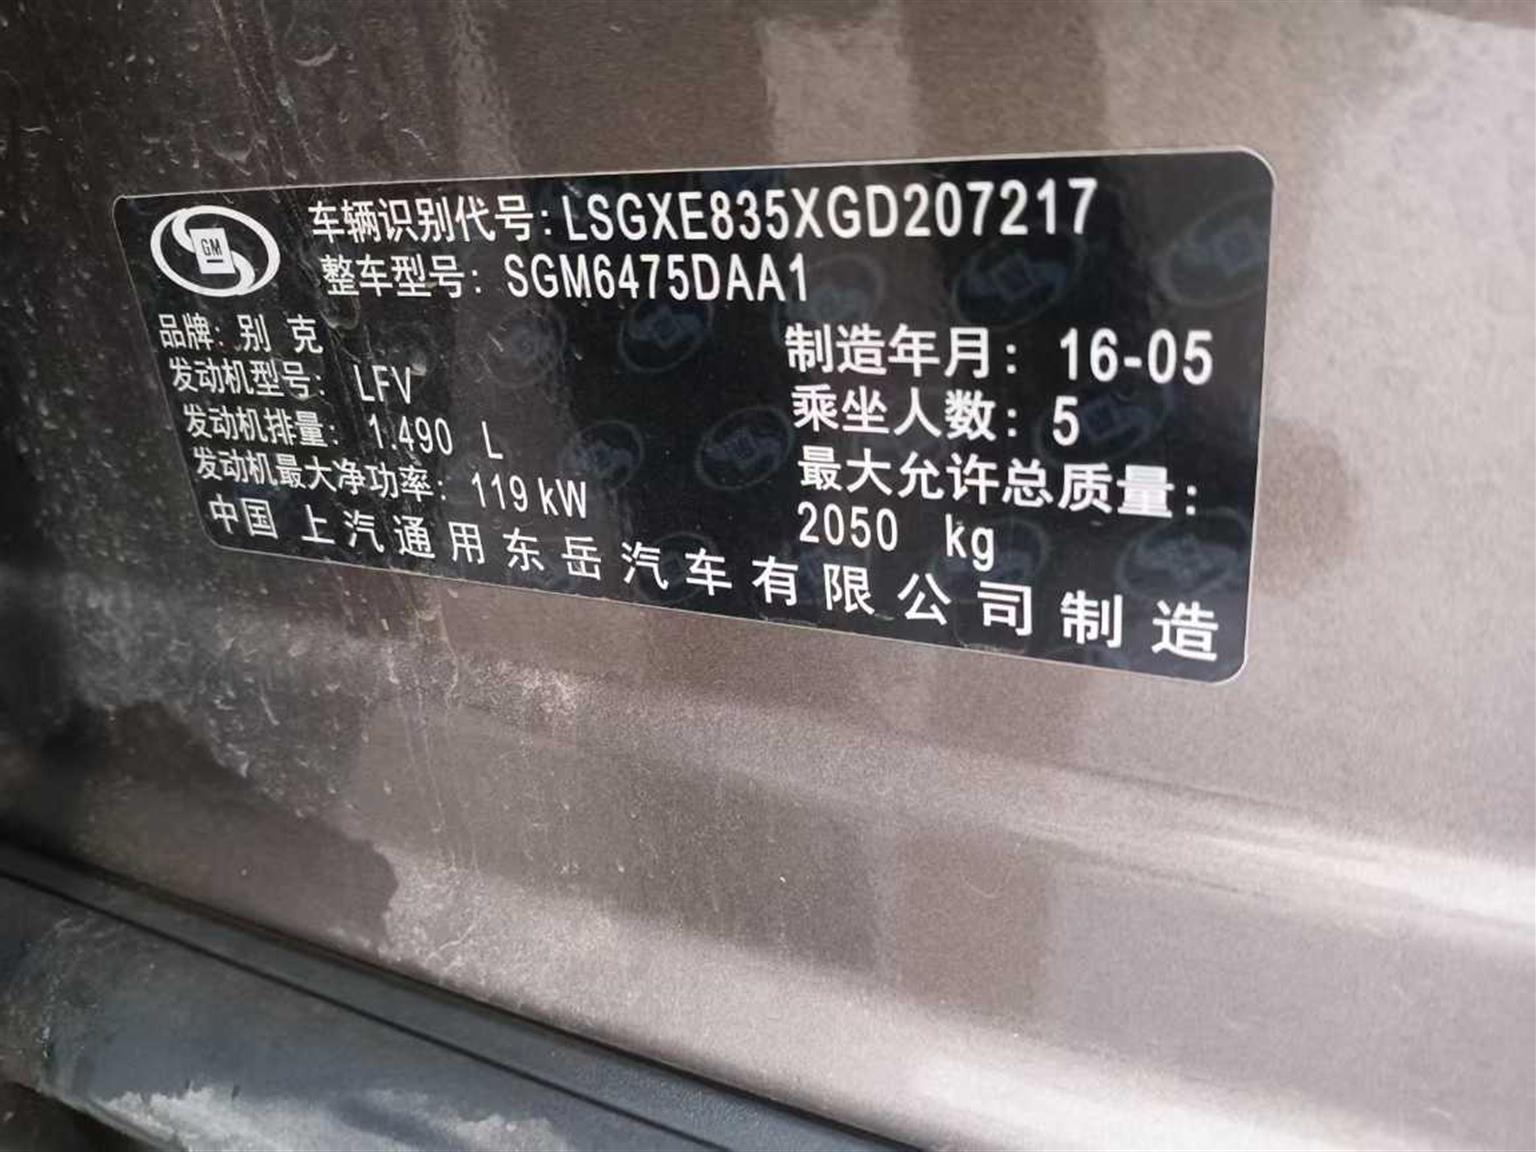 GM
车辆识别代号:LSGXE835XGD207217
整车型号: SGM6475DAA1
品牌: 别 克
制造年月: 16-05
发动机型号: LFV
乘坐人数: 5
发动机排量: 1.490 L
最大允许总质量:
2050 kg
发动机最大净功率: 119 kW
中国 上汽通用东岳汽车有限公司制造